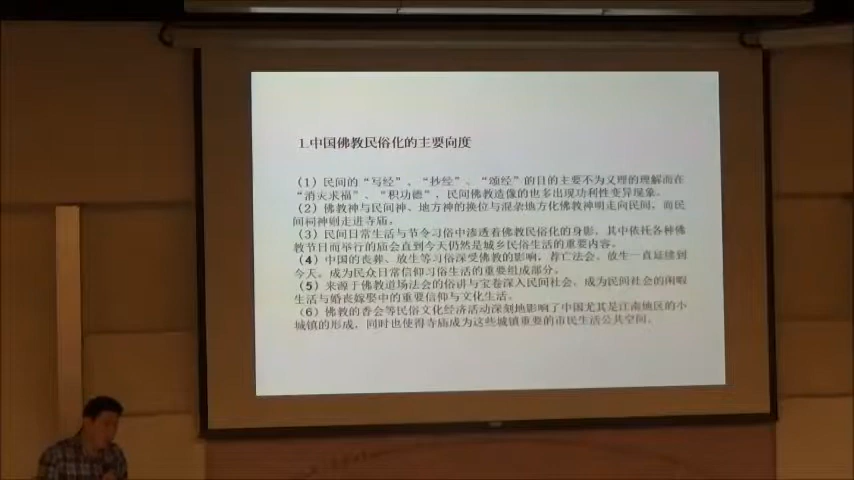 1.中国佛教民俗化的主要向度
（1）民间的“写经”、“抄经”、“颂经”的目的主要不为义理的理解而在
“消灾求福”、“积功德”，民间佛教造像的也多出现功利性变异现象。
（2）佛教神与民间神、地方神的换位与混杂地方化佛教神明走向民间，而民
间祠神则走进寺庙。
（3）民间日常生活与节令习俗中渗透着佛教民俗化的身影，其中依托各种佛
教节日而举行的庙会直到今天仍然是城乡民俗生活的重要内容。
（4）中国的丧葬、放生等习俗深受佛教的影响，荐亡法会、放生一直延续到
今天。成为民众日常信仰习俗生活的重要组成部分。
（5）来源于佛教道场法会的俗讲与宝卷深入民间社会、成为民间社会的闲暇
生活与婚丧嫁娶中的重要信仰与文化生活。
（6）佛教的香会等民俗文化经济活动深刻地影响了中国尤其是江南地区的小
城镇的形成，同时也使得寺庙成为这些城镇重要的市民生活公共空间。